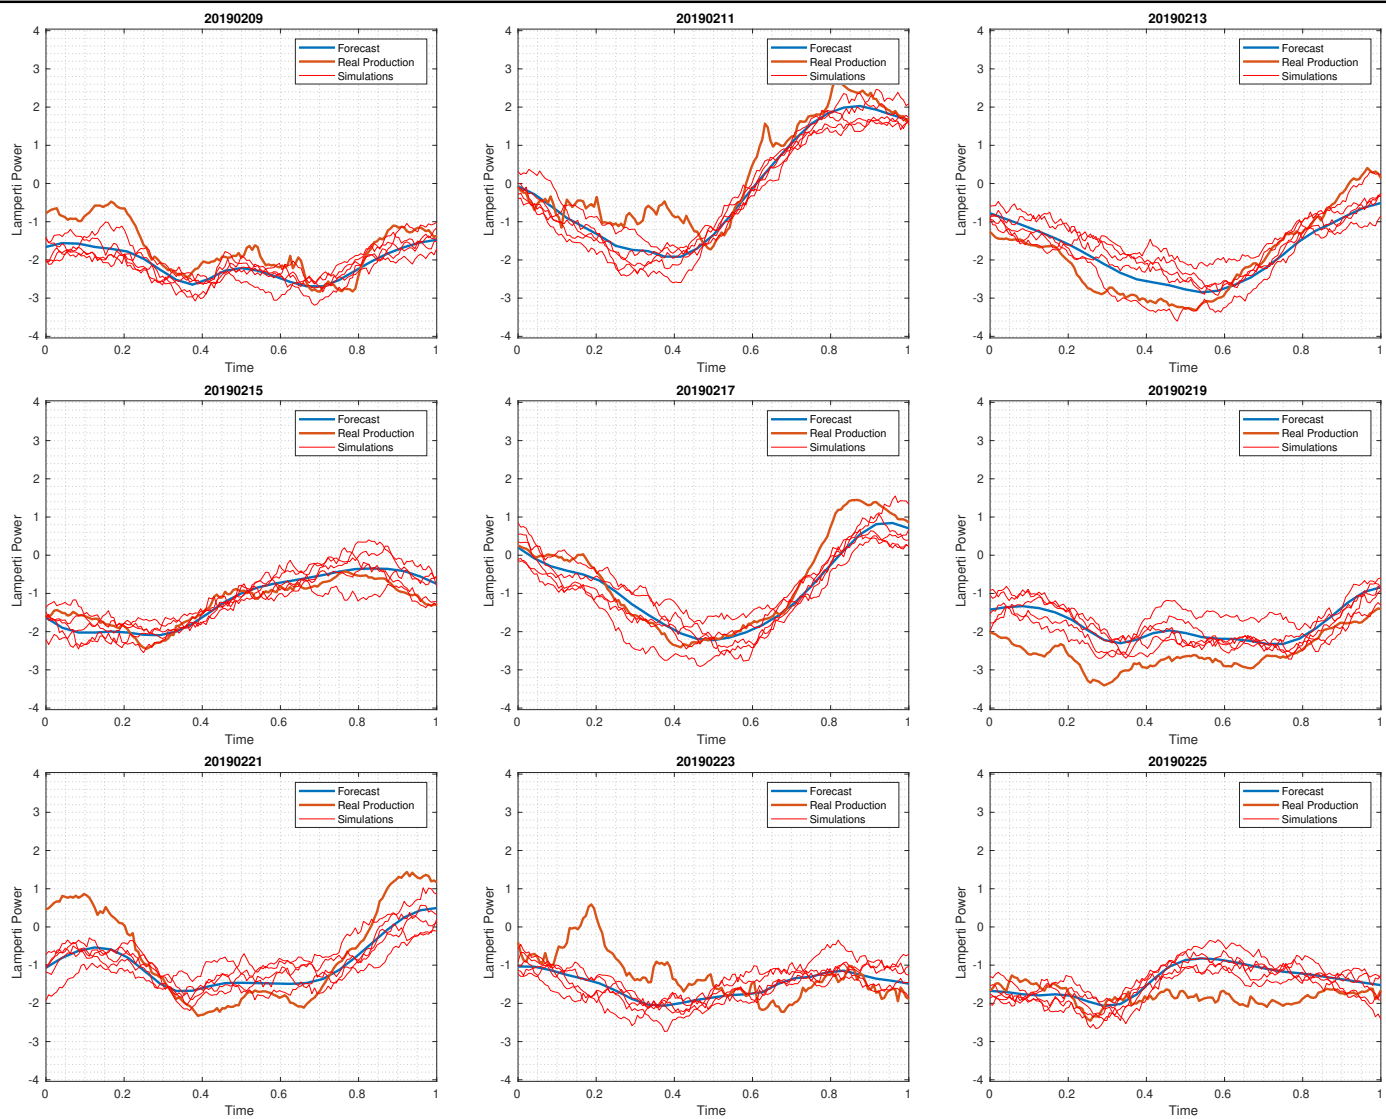 20190209
4
3
2
1
0
-1
-2
-3
-4
Lamperti Power
0 0.2 0.4 0.6 0.8 1
Time
Forecast
Real Production
Simulations
20190211
4
3
2
1
0
-1
-2
-3
-4
Lamperti Power
0 0.2 0.4 0.6 0.8 1
Time
Forecast
Real Production
Simulations
20190213
4
3
2
1
0
-1
-2
-3
-4
Lamperti Power
0 0.2 0.4 0.6 0.8 1
Time
Forecast
Real Production
Simulations
20190215
4
3
2
1
0
-1
-2
-3
-4
Lamperti Power
0 0.2 0.4 0.6 0.8 1
Time
Forecast
Real Production
Simulations
20190217
4
3
2
1
0
-1
-2
-3
-4
Lamperti Power
0 0.2 0.4 0.6 0.8 1
Time
Forecast
Real Production
Simulations
20190219
4
3
2
1
0
-1
-2
-3
-4
Lamperti Power
0 0.2 0.4 0.6 0.8 1
Time
Forecast
Real Production
Simulations
20190221
4
3
2
1
0
-1
-2
-3
-4
Lamperti Power
0 0.2 0.4 0.6 0.8 1
Time
Forecast
Real Production
Simulations
20190223
4
3
2
1
0
-1
-2
-3
-4
Lamperti Power
0 0.2 0.4 0.6 0.8 1
Time
Forecast
Real Production
Simulations
20190225
4
3
2
1
0
-1
-2
-3
-4
Lamperti Power
0 0.2 0.4 0.6 0.8 1
Time
Forecast
Real Production
Simulations